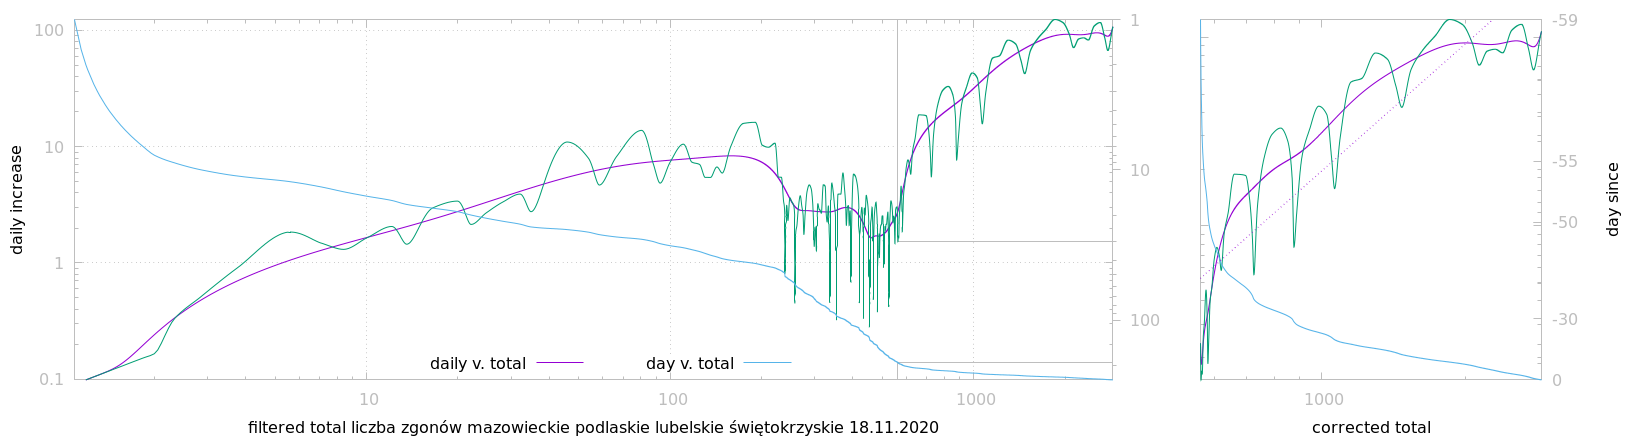 100
10
1
0.1
daily increase
daily v. total
day v. total
10
100
1000
filtered total liczba zgonów mazowieckie podlaskie lubelskie świętokrzyskie 18.11.2020
1
10
100
1000
corrected total
-59
-55
-50
-30
0
day since